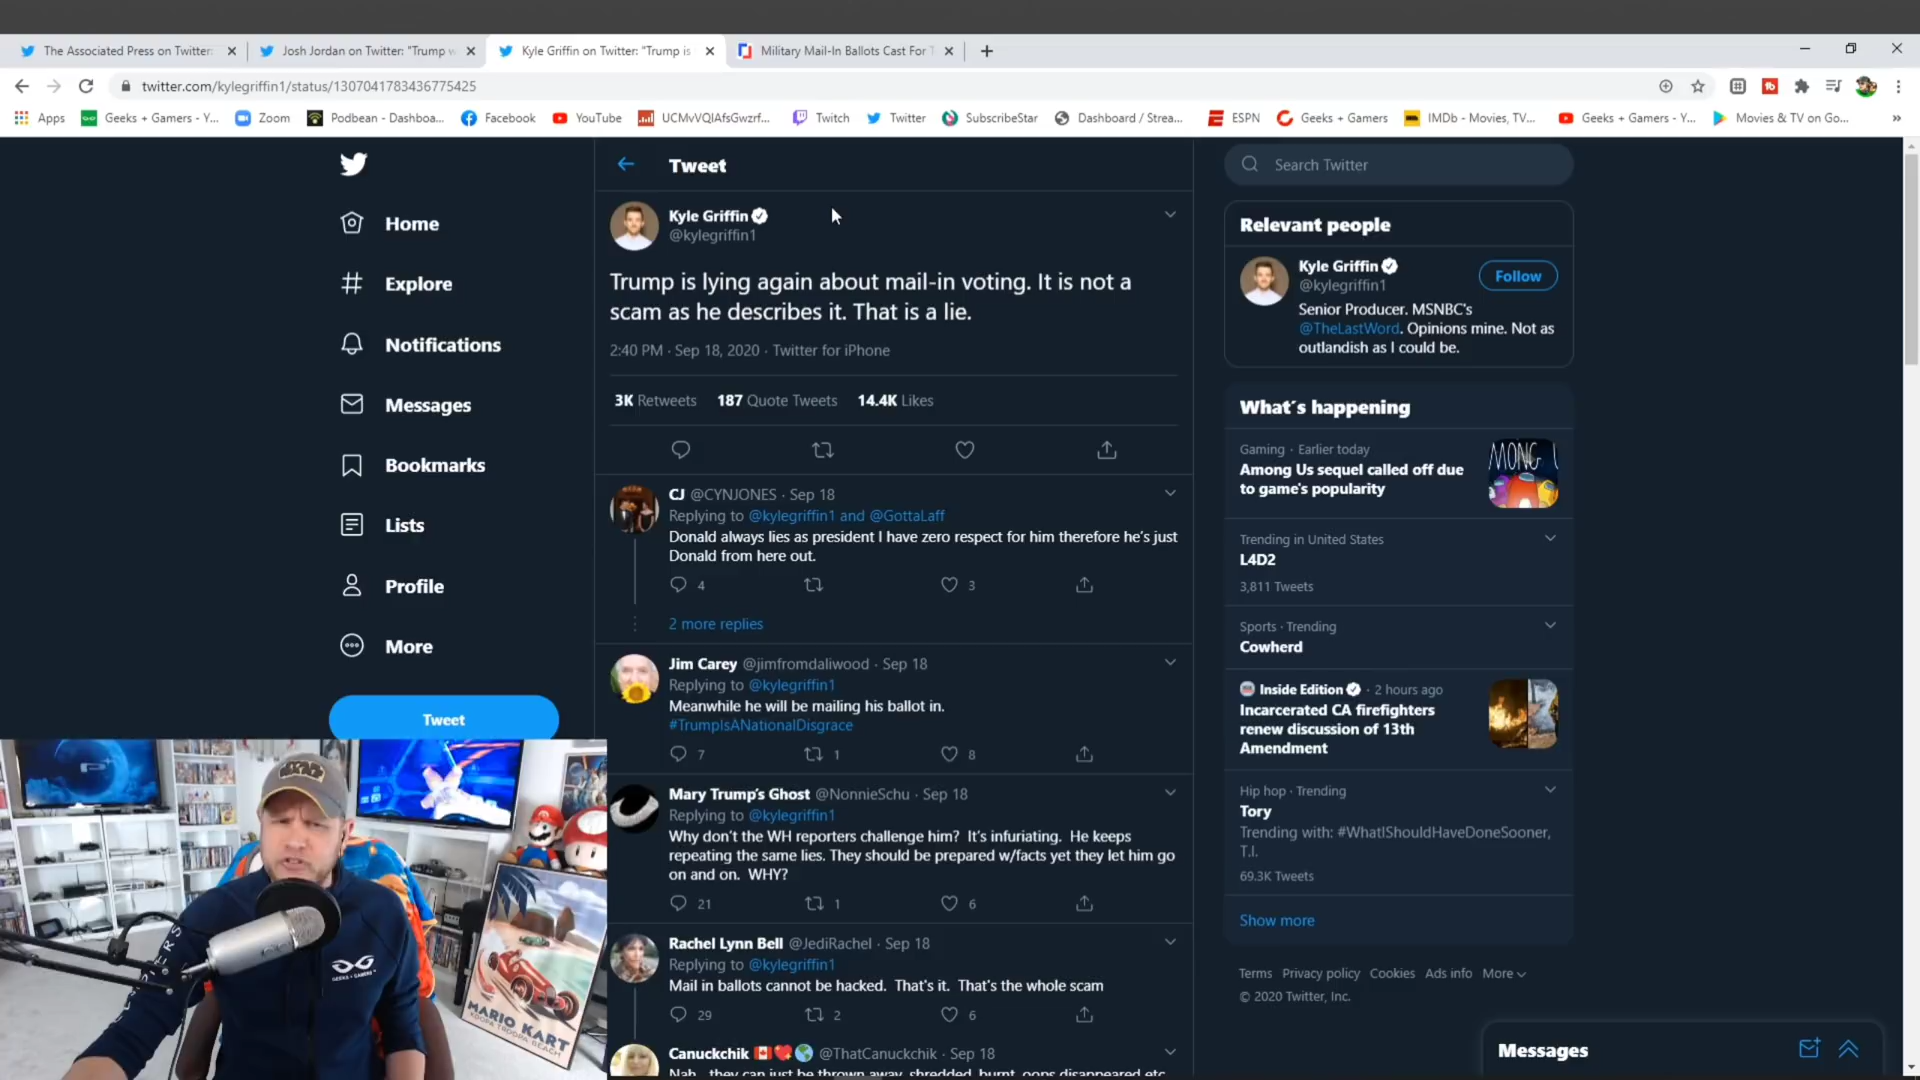 The Associated Press on Twitter:
Josh Jordan on Twitter: "Trump w
Kyle Griffin on Twitter: "Trump is
Military Mail-In Ballots Cast For T
twitter.com/kylegriffin1/status/1307041783436775425
Apps
Geeks + Gamers - Y...
Zoom
Podbean - Dashboa...
Facebook
YouTube
UCMvVQIAfsGwzrf...
Twitch
Twitter
SubscribeStar
Dashboard / Strea...
ESPN
Geeks + Gamers
IMDb - Movies, TV...
Geeks + Gamers - Y...
Movies & TV on Go...
Home
Explore
Notifications
Messages
Bookmarks
Lists
Profile
More
Tweet
Tweet
Kyle Griffin
@kylegriffin1
Trump is lying again about mail-in voting. It is not a
scam as he describes it. That is a lie.
2:40 PM · Sep 18, 2020 · Twitter for iPhone
3K Retweets 187 Quote Tweets 14.4K Likes
CJ @CYNJONES · Sep 18
Replying to @kylegriffin1 and @GottaLaff
Donald always lies as president I have zero respect for him therefore he's just
Donald from here out.
4 3
2 more replies
Jim Carey @jimfromdaliwood · Sep 18
Replying to @kylegriffin1
Meanwhile he will be mailing his ballot in.
#TrumpIsANationalDisgrace
7 1 8
Mary Trump's Ghost @NonnieSchu · Sep 18
Replying to @kylegriffin1
Why don't the WH reporters challenge him? It's infuriating. He keeps
repeating the same lies. They should be prepared w/facts yet they let him go
on and on. WHY?
21 1 6
Rachel Lynn Bell @JediRachel · Sep 18
Replying to @kylegriffin1
Mail in ballots cannot be hacked. That's it. That's the whole scam
29 2 6
Canuckchik @ThatCanuckchik · Sep 18
Nah, they can just be thrown away, shredded, burnt, oops disappeared etc
Search Twitter
Relevant people
Kyle Griffin
@kylegriffin1
Follow
Senior Producer. MSNBC's
@TheLastWord. Opinions mine. Not as
outlandish as I could be.
What's happening
Gaming · Earlier today
Among Us sequel called off due
to game's popularity
MONG U
Trending in United States
L4D2
3,811 Tweets
Sports · Trending
Cowherd
Inside Edition · 2 hours ago
Incarcerated CA firefighters
renew discussion of 13th
Amendment
Hip hop · Trending
Tory
Trending with: #WhatIShouldHaveDoneSooner,
T.I.
69.3K Tweets
Show more
Terms Privacy policy Cookies Ads info More
© 2020 Twitter, Inc.
Messages
STAR WARS
GEEKS + GAMERS
MARIO KART
KOOPA TROOPA BEACH